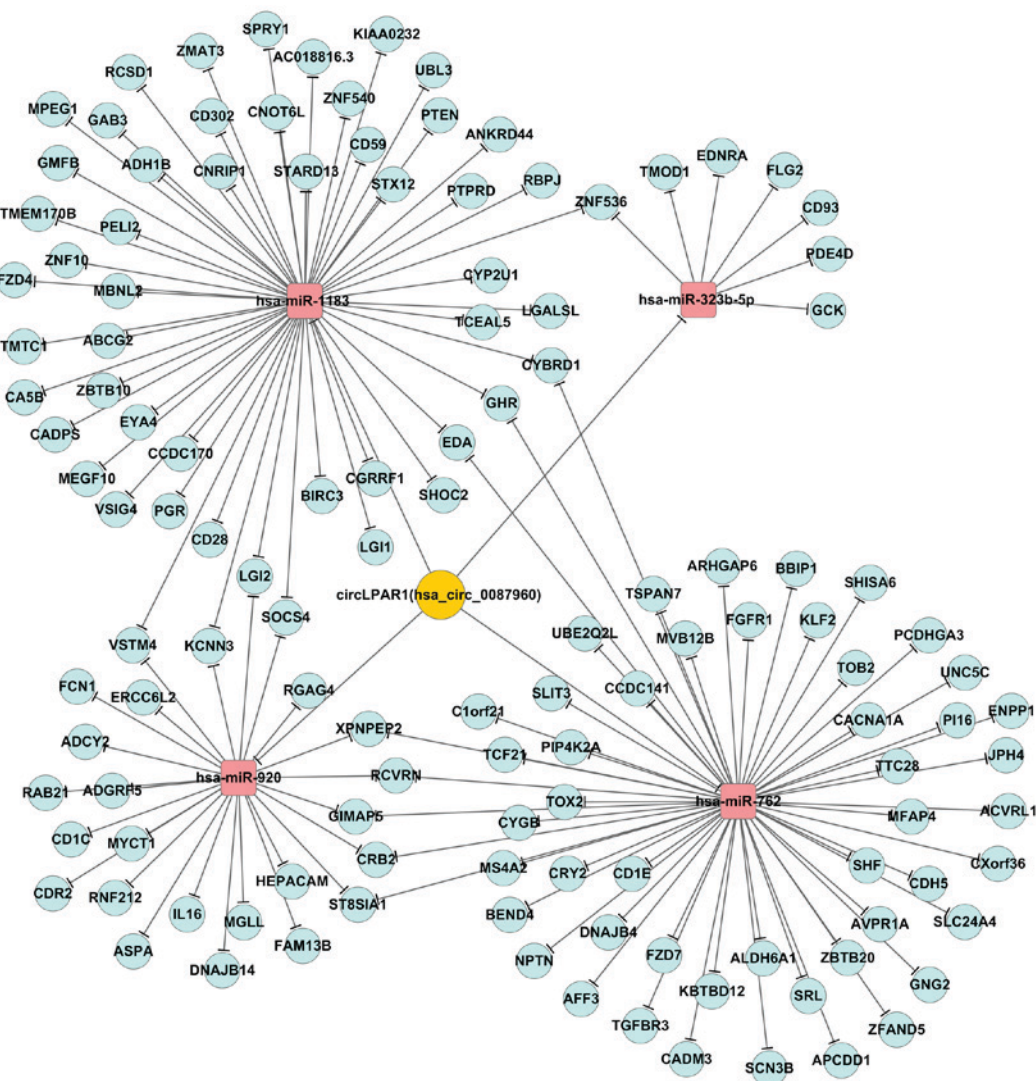 SPRY1
KIAA0232
ZMAT3
AC018816.3
RCSD1
UBL3
MPEG1
GAB3
CD302
CNOT6L
ZNF540
PTEN
ANKRD44
CD59
GMFB
ADH1B
CNRIP1
STARD13
STX12
PTPRD
RBPJ
EDNRA
TMOD1
FLG2
ZNF536
CD93
TMEM170B
PELI2
ZNF10
PDE4D
FZD4
MBNL2
hsa-miR-1183
CYP2U1
hsa-miR-323b-5p
LGALSL
GCK
TCEAL5
TMTC1
ABCG2
CYBRD1
CA5B
ZBTB10
GHR
CADPS
EYA4
EDA
CCDC170
MEGF10
CGRRF1
VSIG4
PGR
BIRC3
SHOC2
CD28
LGI1
LGI2
circLPAR1(hsa_circ_0087960)
ARHGAP6
BBIP1
SHISA6
TSPAN7
SOCS4
FGFR1
KLF2
VSTM4
KCNN3
UBE2Q2L
MVB12B
PCDHGA3
TOB2
UNC5C
FCN1
ERCC6L2
RGAG4
SLIT3
CCDC141
C1orf21
CACNA1A
PI16
ENPP1
ADCY2
XPNPEP2
TCF21
PIP4K2A
JPH4
TTC28
RAB21
ADGRF5
hsa-miR-920
RCVRN
TOX2
hsa-miR-762
GIMAP5
CYGB
MFAP4
ACVRL1
CD1C
MYCT1
CRB2
MS4A2
CRY2
CD1E
SHF
CXorf36
CDR2
RNF212
HEPACAM
ST8SIA1
CDH5
BEND4
SLC24A4
IL16
MGLL
DNAJB4
AVPR1A
ASPA
FAM13B
DNAJB14
NPTN
FZD7
ALDH6A1
ZBTB20
AFF3
KBTBD12
SRL
GNG2
TGFBR3
ZFAND5
CADM3
SCN3B
APCDD1